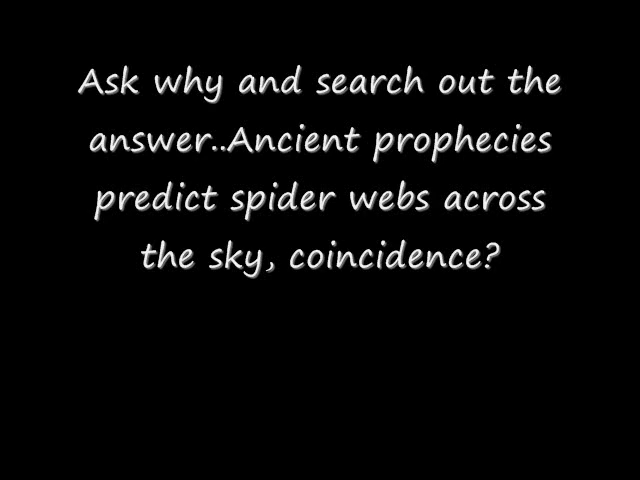 Ask why and search out the
answer..Ancient prophecies
predict spider webs across
the sky, coincidence?